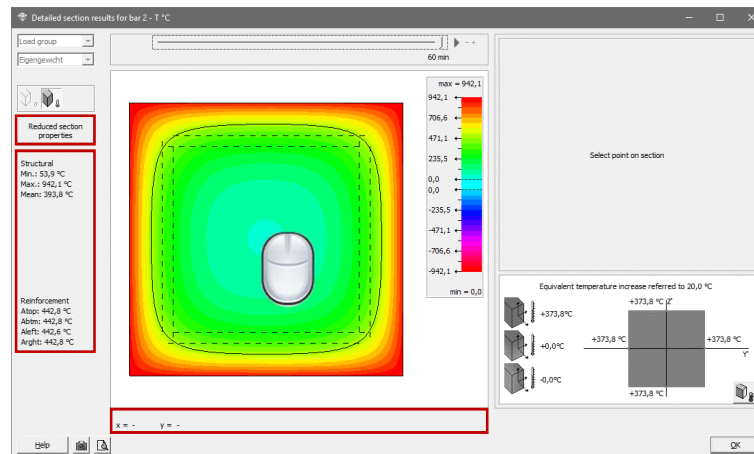 Detailed section results for bar 2 - T °C
Load group
Eigengewicht
60 min
Reduced section
properties
Structural
Min.: 53,9 °C
Max.: 942,1 °C
Mean: 393,8 °C
Reinforcement
Atop: 442,8 °C
Abtm: 442,8 °C
Aleft: 442,6 °C
Arght: 442,8 °C
max = 942,1
942,1
706,6
471,1
235,5
0,0
0,0
-235,5
-471,1
-706,6
-942,1
min = 0,0
x = -    y = -
Select point on section
Equivalent temperature increase referred to 20,0 °C
+373,8°C
+0,0°C
-0,0°C
+373,8 °C Z'
+373,8 °C
+373,8 °C
Y'
+373,8 °C
Help
OK